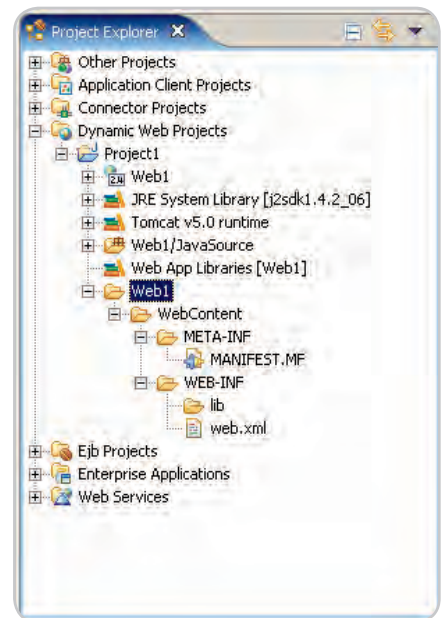 Project Explorer
Other Projects
Application Client Projects
Connector Projects
Dynamic Web Projects
Project1
Web1
JRE System Library [j2sdk1.4.2_06]
Tomcat v5.0 runtime
Web1/JavaSource
Web App Libraries [Web1]
Web1
WebContent
META-INF
MANIFEST.MF
WEB-INF
lib
web.xml
Ejb Projects
Enterprise Applications
Web Services